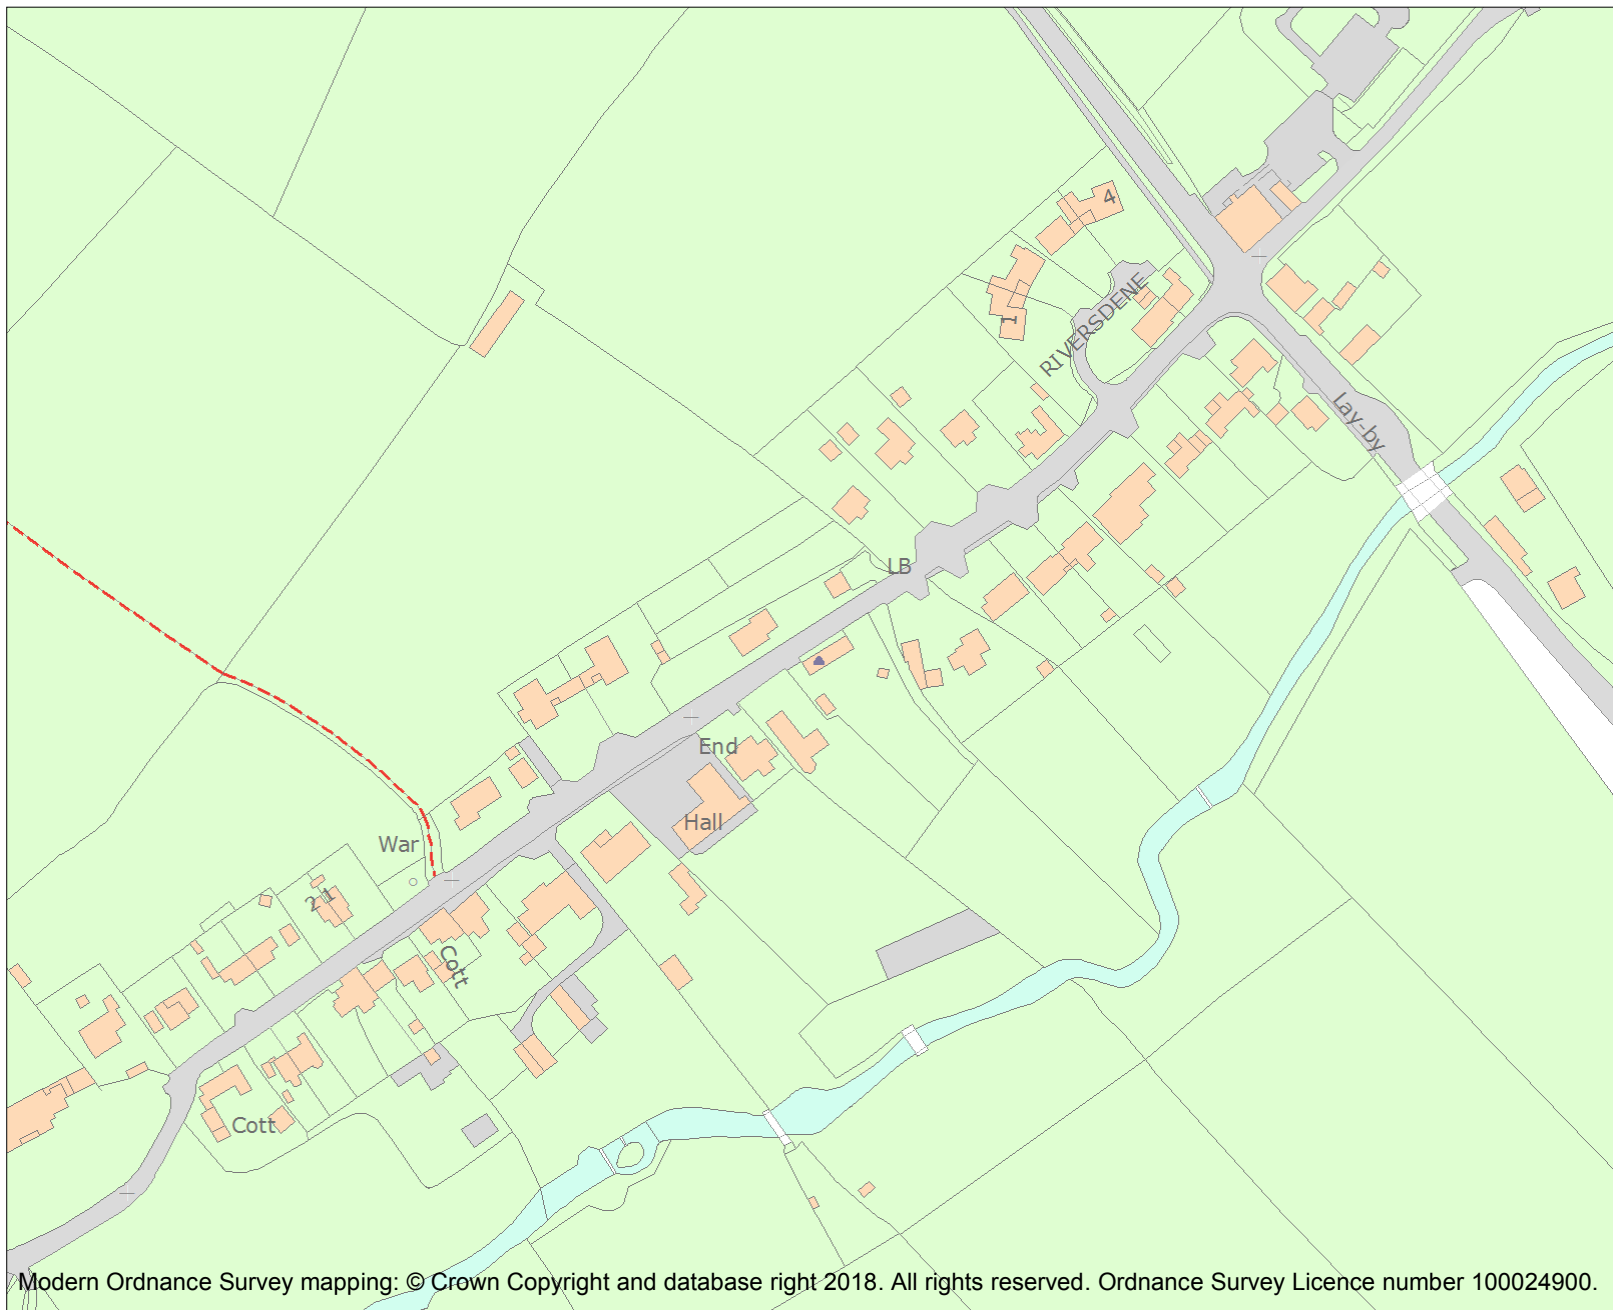 4
1
RIVERSDENE
Lay-by
LB
End
Hall
War
2 1
Cott
Cott
Modern Ordnance Survey mapping: © Crown Copyright and database right 2018. All rights reserved. Ordnance Survey Licence number 100024900.